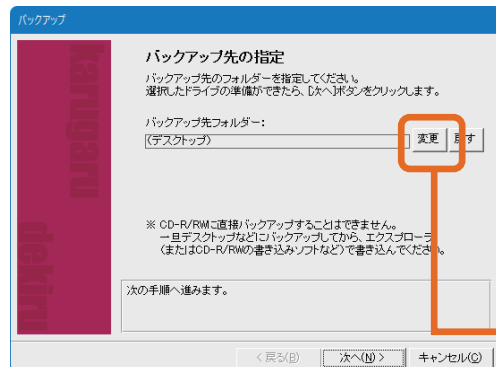 バックアップ
karugaru
dekiru
バックアップ先の指定
バックアップ先のフォルダーを指定してください。
選択したドライブの準備ができたら、[次へ]ボタンをクリックします。
バックアップ先フォルダー:
(デスクトップ)
変更
戻す
※ CD-R/RWに直接バックアップすることはできません。
一旦デスクトップなどにバックアップしてから、エクスプローラ
(またはCD-R/RWの書き込みソフトなど)で書き込んでください。
次の手順へ進みます。
< 戻る(B)
次へ(N) >
キャンセル(C)